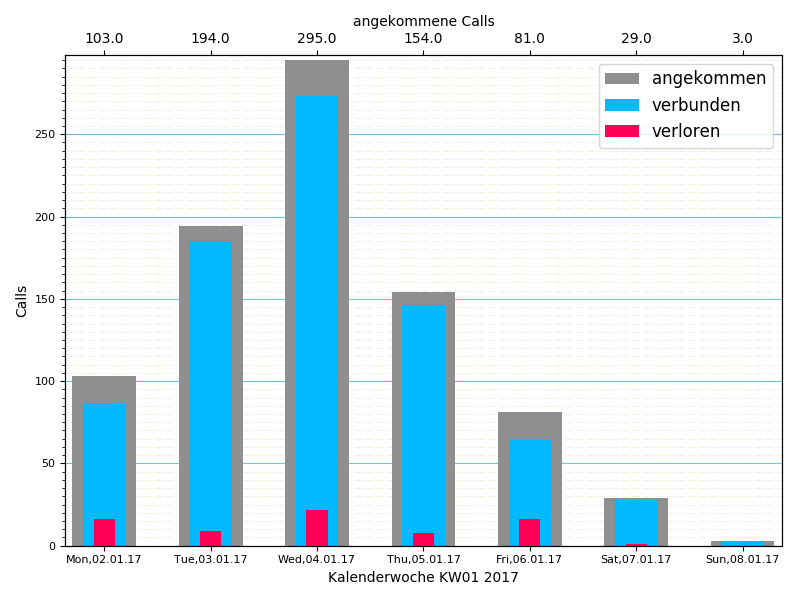 angekommene Calls
103.0 194.0 295.0 154.0 81.0 29.0 3.0
angekommen
verbunden
verloren
250
200
150
100
50
0
Calls
Mon,02.01.17 Tue,03.01.17 Wed,04.01.17 Thu,05.01.17 Fri,06.01.17 Sat,07.01.17 Sun,08.01.17
Kalenderwoche KW01 2017